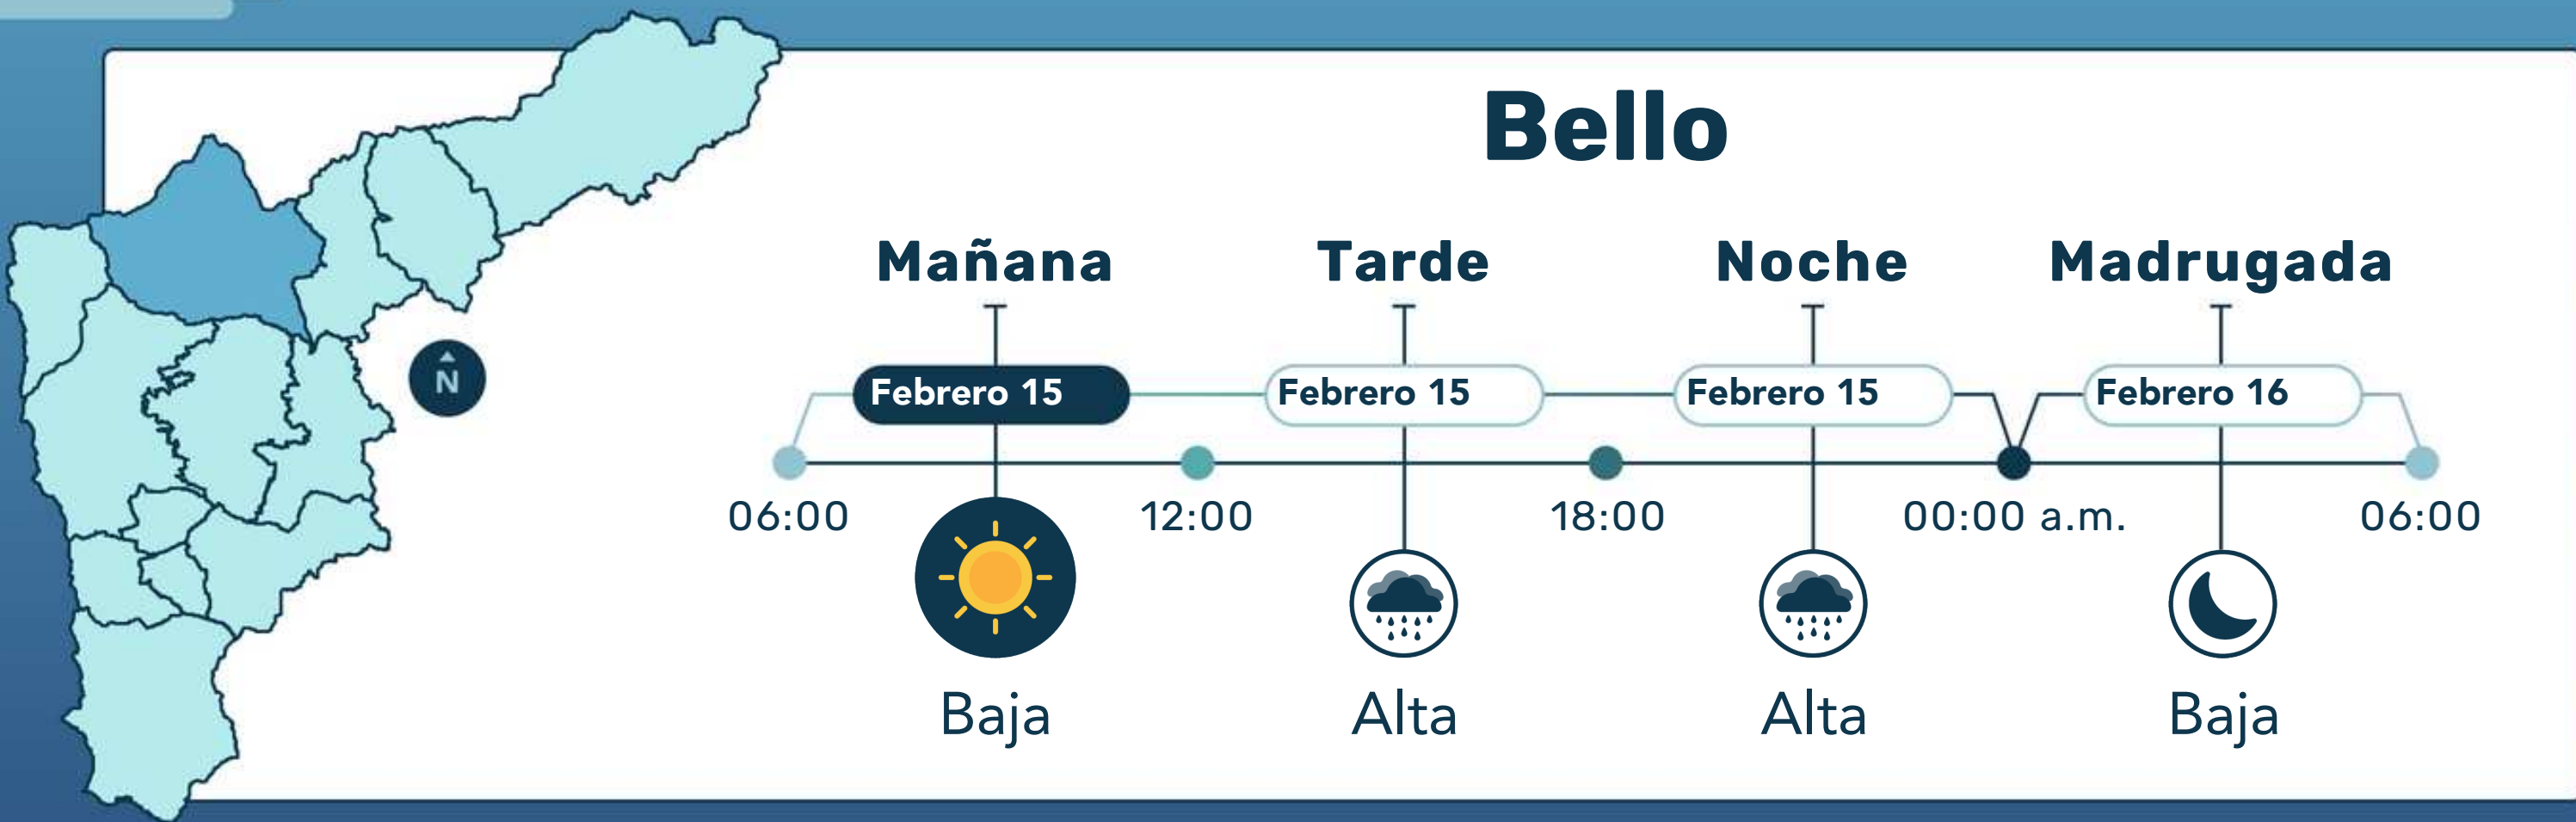 Bello
Mañana Tarde Noche Madrugada
N
Febrero 15 Febrero 15 Febrero 15 Febrero 16
06:00 12:00 18:00 00:00 a.m. 06:00
Baja Alta Alta Baja